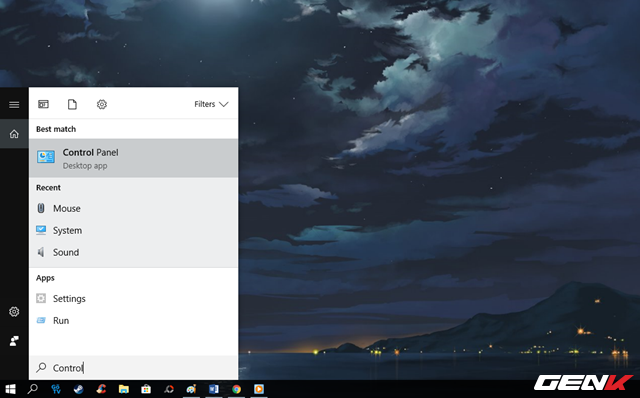 Filters
Best match
Control Panel
Desktop app
Recent
Mouse
System
Sound
Apps
Settings
Run
Control
GENK